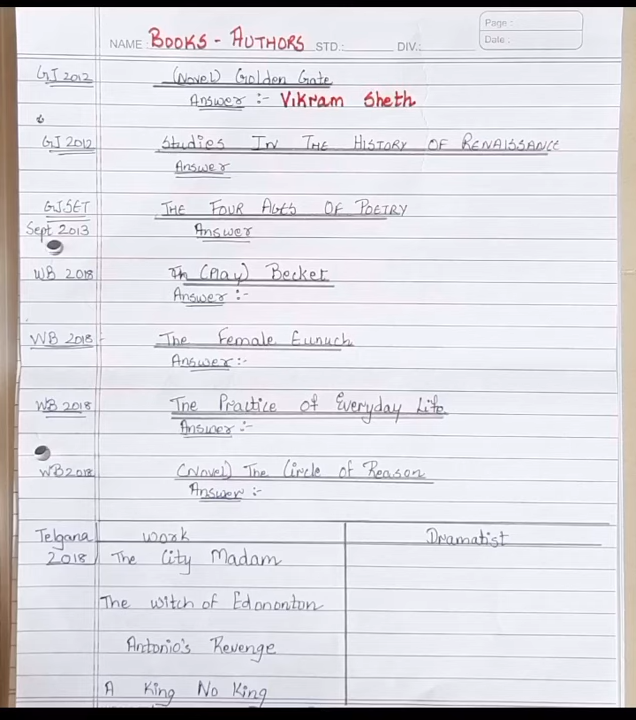 Page :
Date :
NAME: BOOKS - AUTHORS STD.: DIV.:
GJ 2012 (Novel) Golden Gate
Answer :- Vikram Sheth
GJ 2012 Studies In The History of Renaissance
Answer
GJ.SET The Four Ages Of Poetry
Sept 2013 Answer
WB 2018 (Play) Becket
Answer :-
WB 2018 - The Female Eunuch
Answer :-
WB 2018 The Practice of Everyday Life
Answer :-
WB 2018 (Novel) The Circle of Reason
Answer :-
Telgana work Dramatist
2018 The City Madam
The witch of Edononton
Antonio's Revenge
A King No King